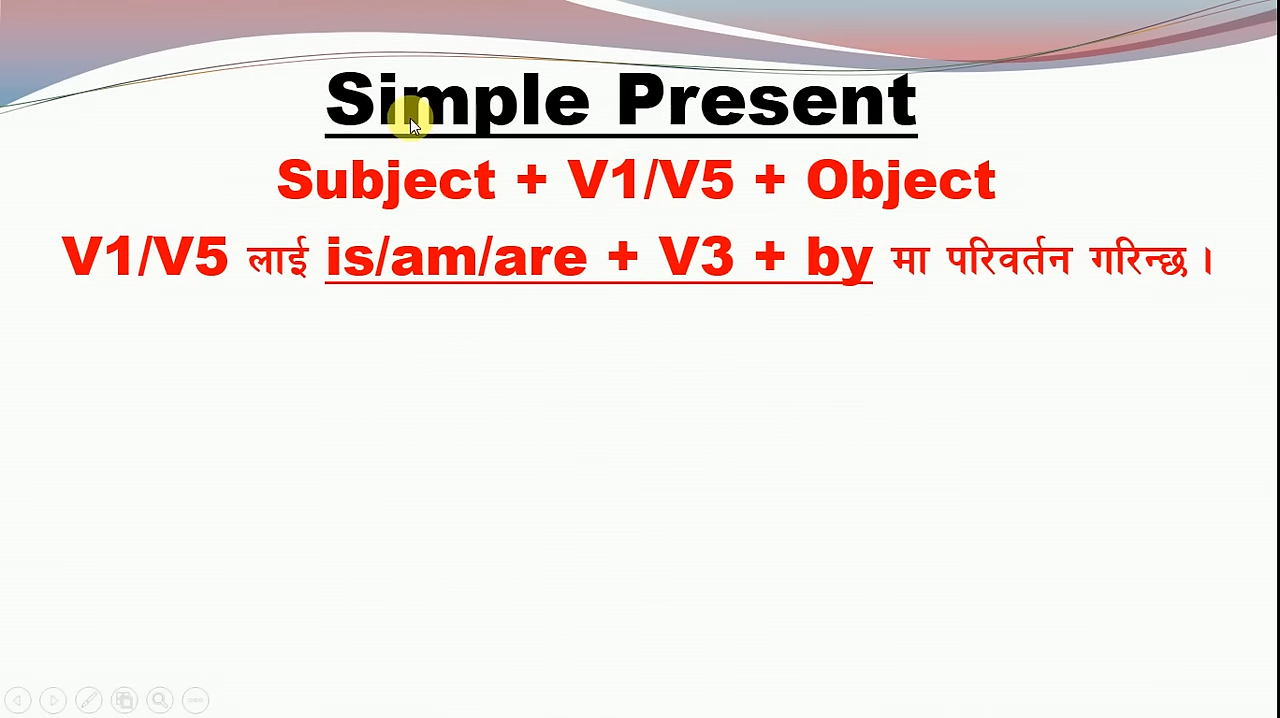 Simple Present
Subject + V1/V5 + Object
V1/V5 लाई is/am/are + V3 + by मा परिवर्तन गरिन्छ ।